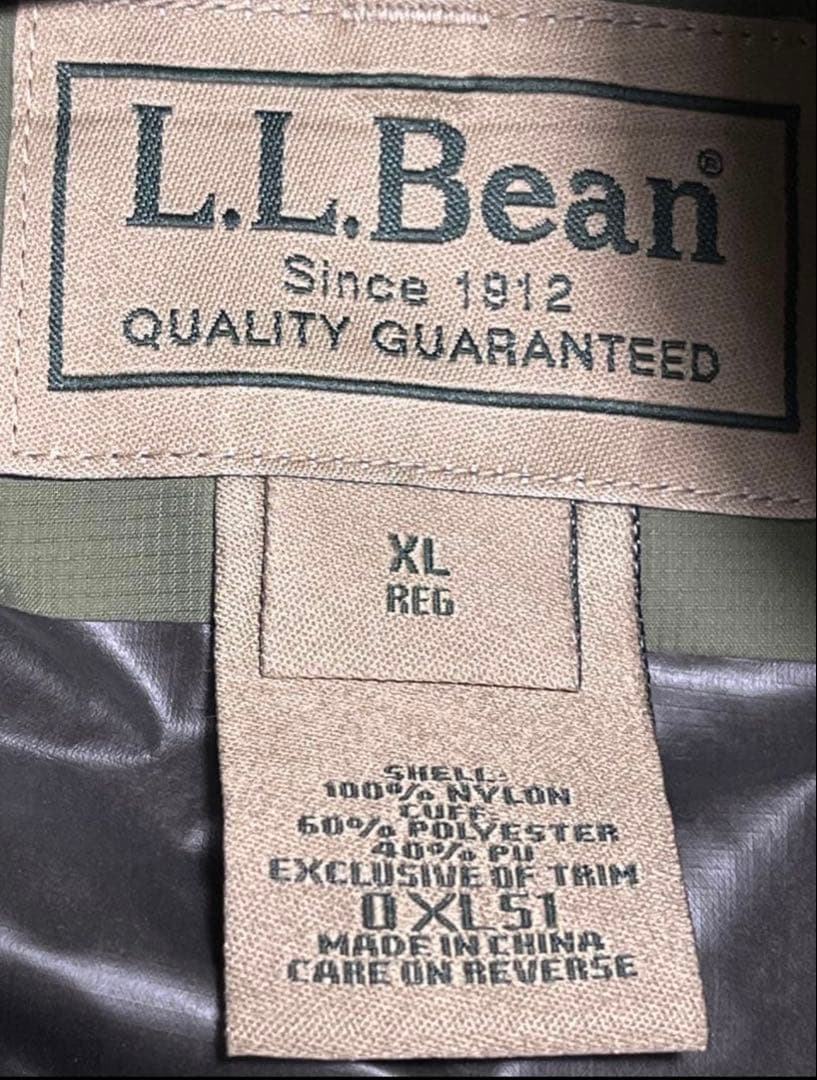 L.L.Bean®
Since 1912
QUALITY GUARANTEED
XL
REG
SHELL:
100% NYLON
CUFF:
60% POLYESTER
40% PU
EXCLUSIVE OF TRIM
0XL51
MADE IN CHINA
CARE ON REVERSE